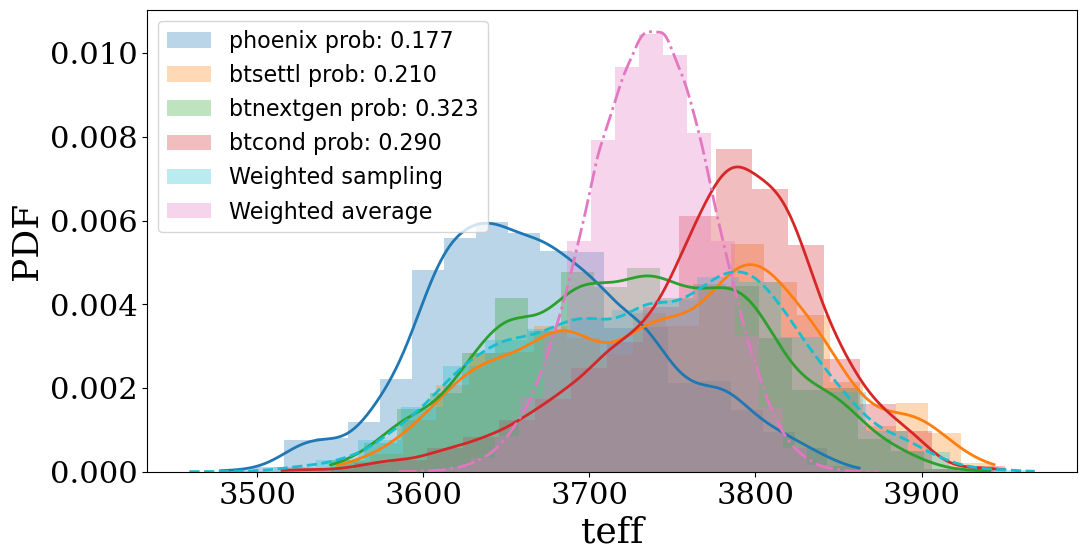 phoenix prob: 0.177
btsettl prob: 0.210
btnextgen prob: 0.323
btcond prob: 0.290
Weighted sampling
Weighted average
PDF
0.010
0.008
0.006
0.004
0.002
0.000
3500 3600 3700 3800 3900
teff